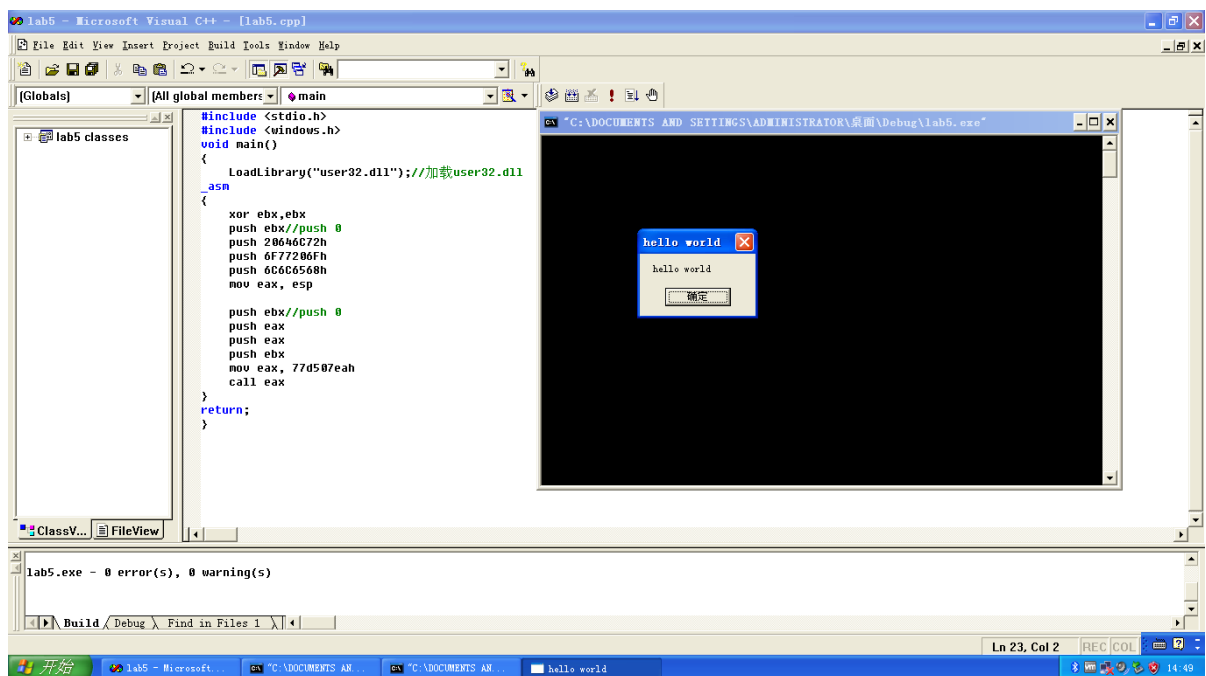 lab5 - Microsoft Visual C++ - [lab5.cpp]
File Edit View Insert Project Build Tools Window Help
(Globals) (All global members main
lab5 classes
#include <stdio.h>
#include <windows.h>
void main()
{
LoadLibrary("user32.dll");//加载user32.dll
_asm
{
xor ebx,ebx
push ebx//push 0
push 20646C72h
push 6F77206Fh
push 6C6C6568h
mov eax, esp
push ebx//push 0
push eax
push eax
push ebx
mov eax, 77d507eah
call eax
}
return;
}
"C:\DOCUMENTS AND SETTINGS\ADMINISTRATOR\桌面\Debug\lab5.exe"
hello world
hello world
确定
ClassV... FileView
lab5.exe - 0 error(s), 0 warning(s)
Build Debug Find in Files 1
Ln 23, Col 2 REC COL
开始 lab5 - Microsoft... "C:\DOCUMENTS AN... "C:\DOCUMENTS AN... hello world 14:49